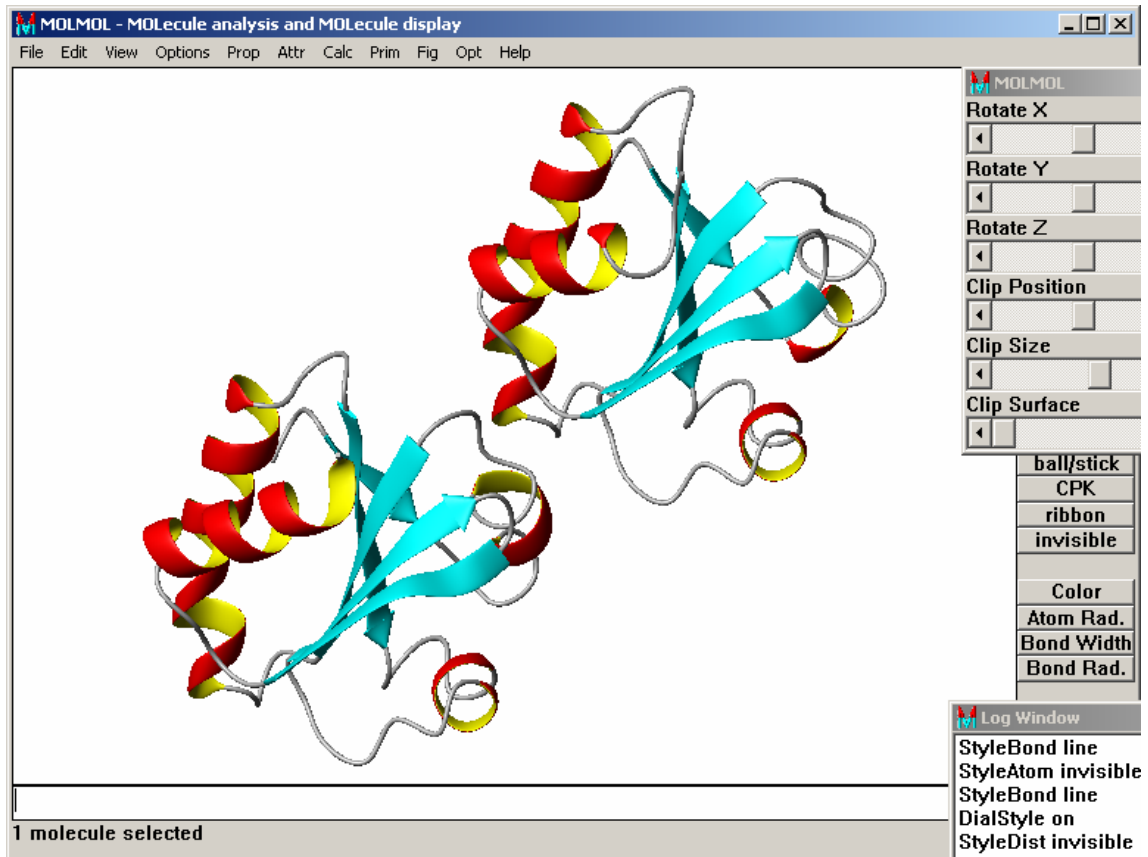 MOLMOL - MOLecule analysis and MOLecule display
File Edit View Options Prop Attr Calc Prim Fig Opt Help
MOLMOL
Rotate X
Rotate Y
Rotate Z
Clip Position
Clip Size
Clip Surface
ball/stick
CPK
ribbon
invisible
Color
Atom Rad.
Bond Width
Bond Rad.
Log Window
StyleBond line
StyleAtom invisible
StyleBond line
DialStyle on
StyleDist invisible
1 molecule selected